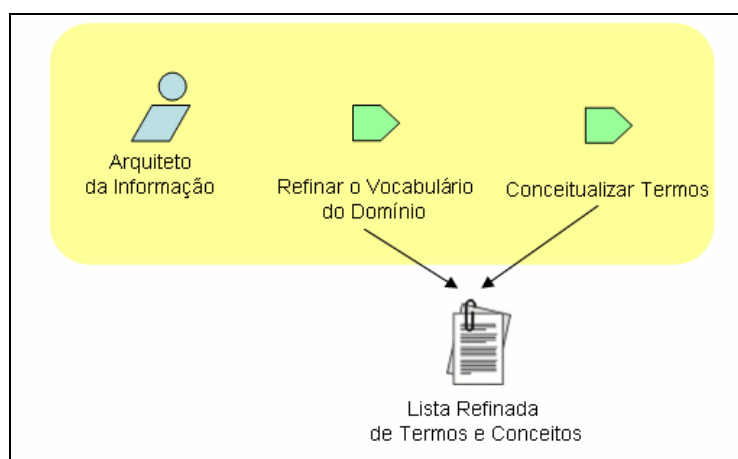 Arquiteto
da Informação
Refinar o Vocabulário
do Domínio
Conceitualizar Termos
Lista Refinada
de Termos e Conceitos